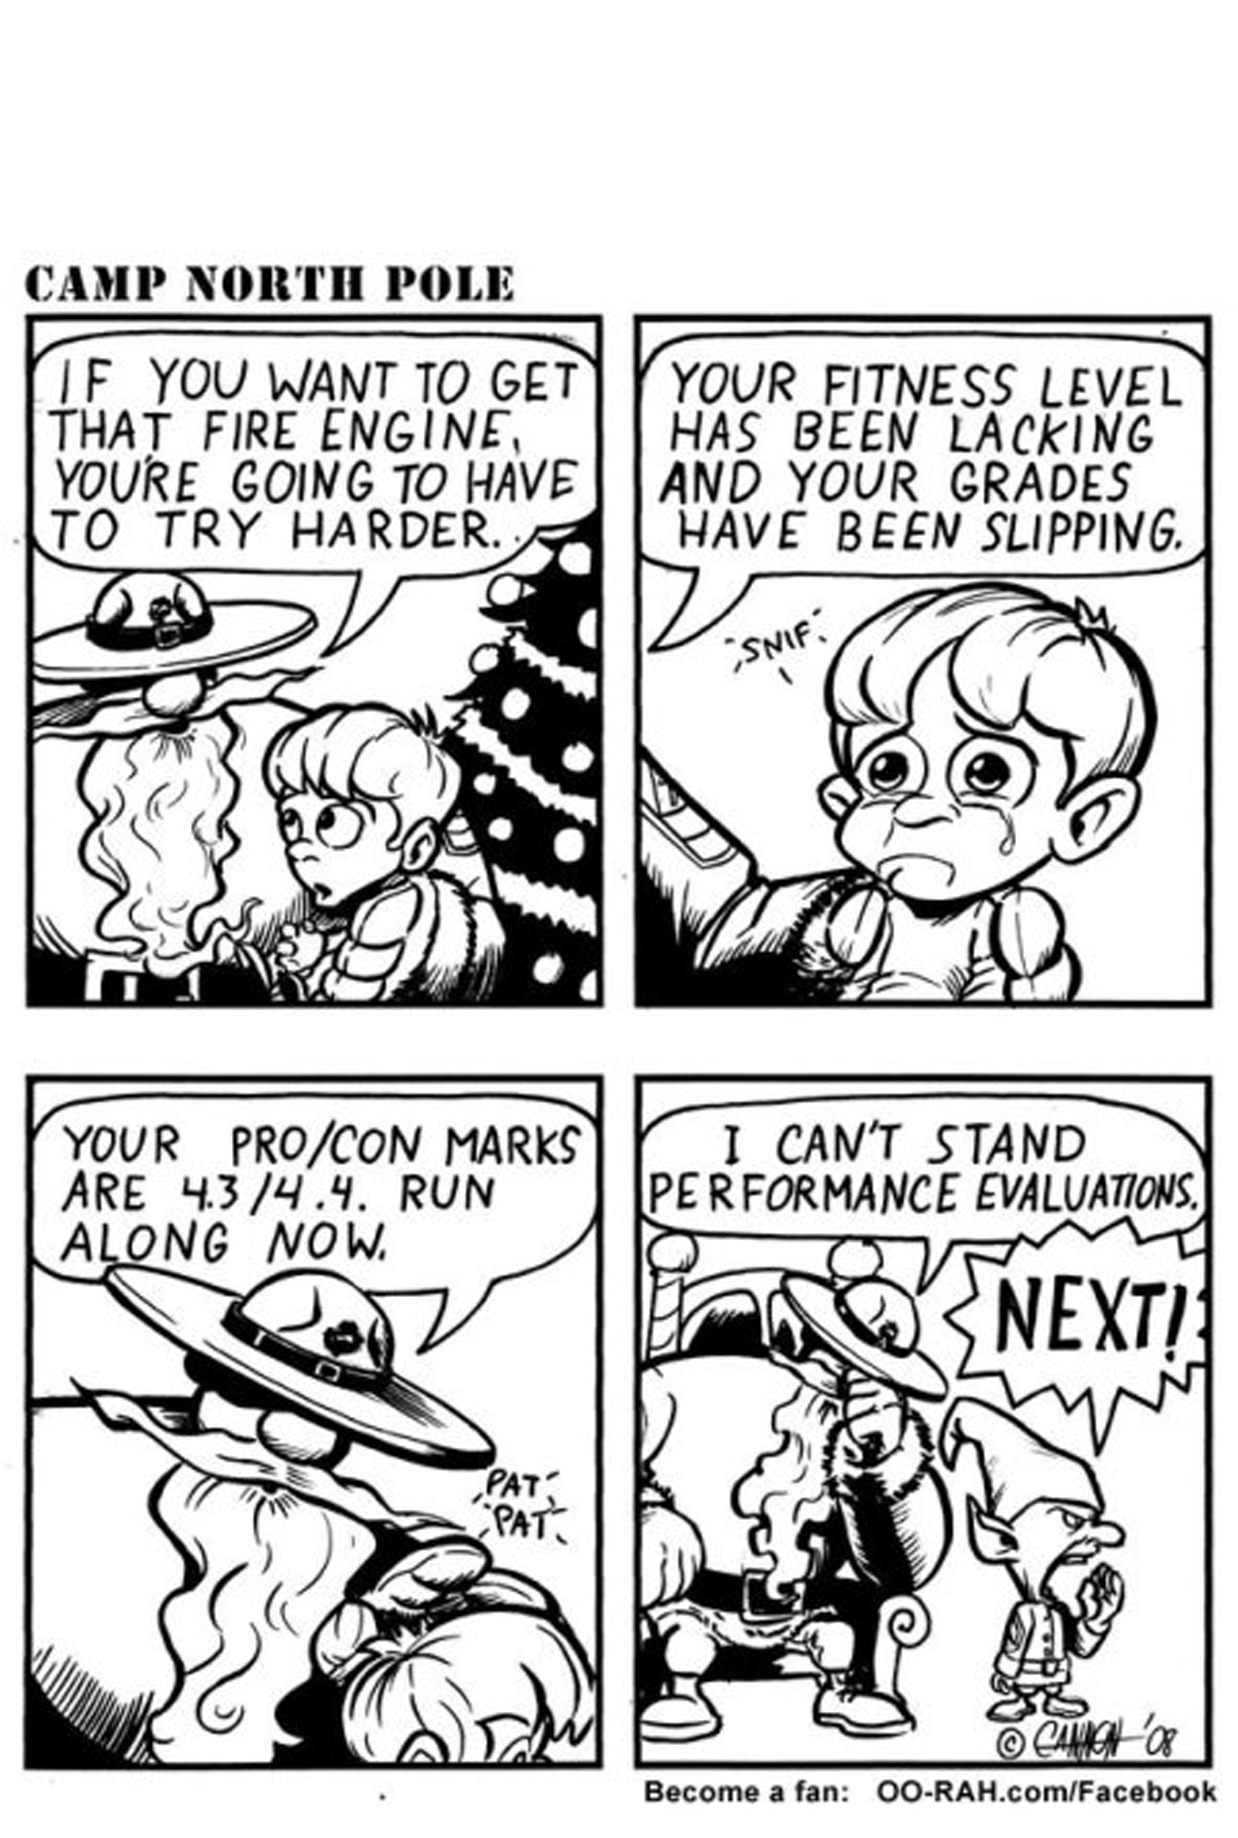 CAMP NORTH POLE
IF YOU WANT TO GET
THAT FIRE ENGINE,
YOU'RE GOING TO HAVE
TO TRY HARDER...
YOUR FITNESS LEVEL
HAS BEEN LACKING
AND YOUR GRADES
HAVE BEEN SLIPPING.
SNIF
YOUR PRO/CON MARKS
ARE 4.3/4.4. RUN
ALONG NOW.
PAT
PAT
I CAN'T STAND
PERFORMANCE EVALUATIONS.
NEXT!
© CANNON '08
Become a fan: OO-RAH.com/Facebook